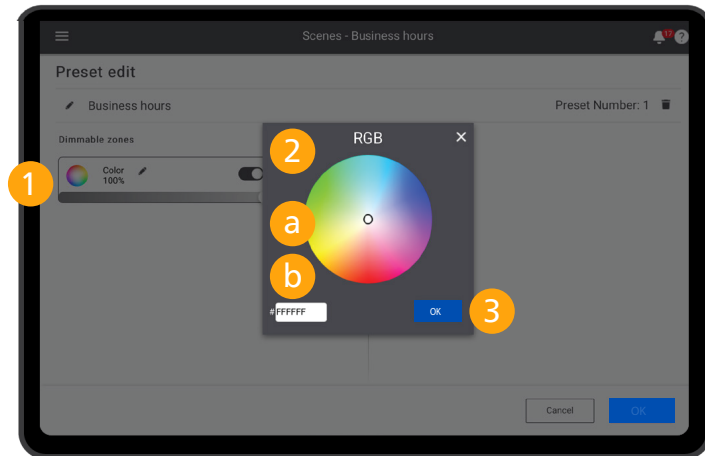 Scenes - Business hours
17 ?
Preset edit
Business hours
Preset Number: 1
Dimmable zones
1
Color
100%
2
RGB
a
b
#FFFFFF
OK
3
Cancel
OK